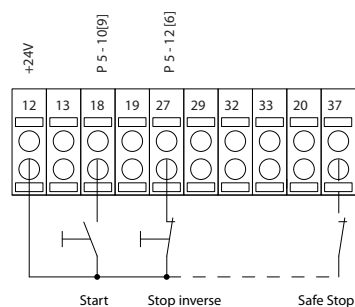 +24V
P 5 - 10[9]
P 5 - 12 [6]
12 13 18 19 27 29 32 33 20 37
Start Stop inverse Safe Stop